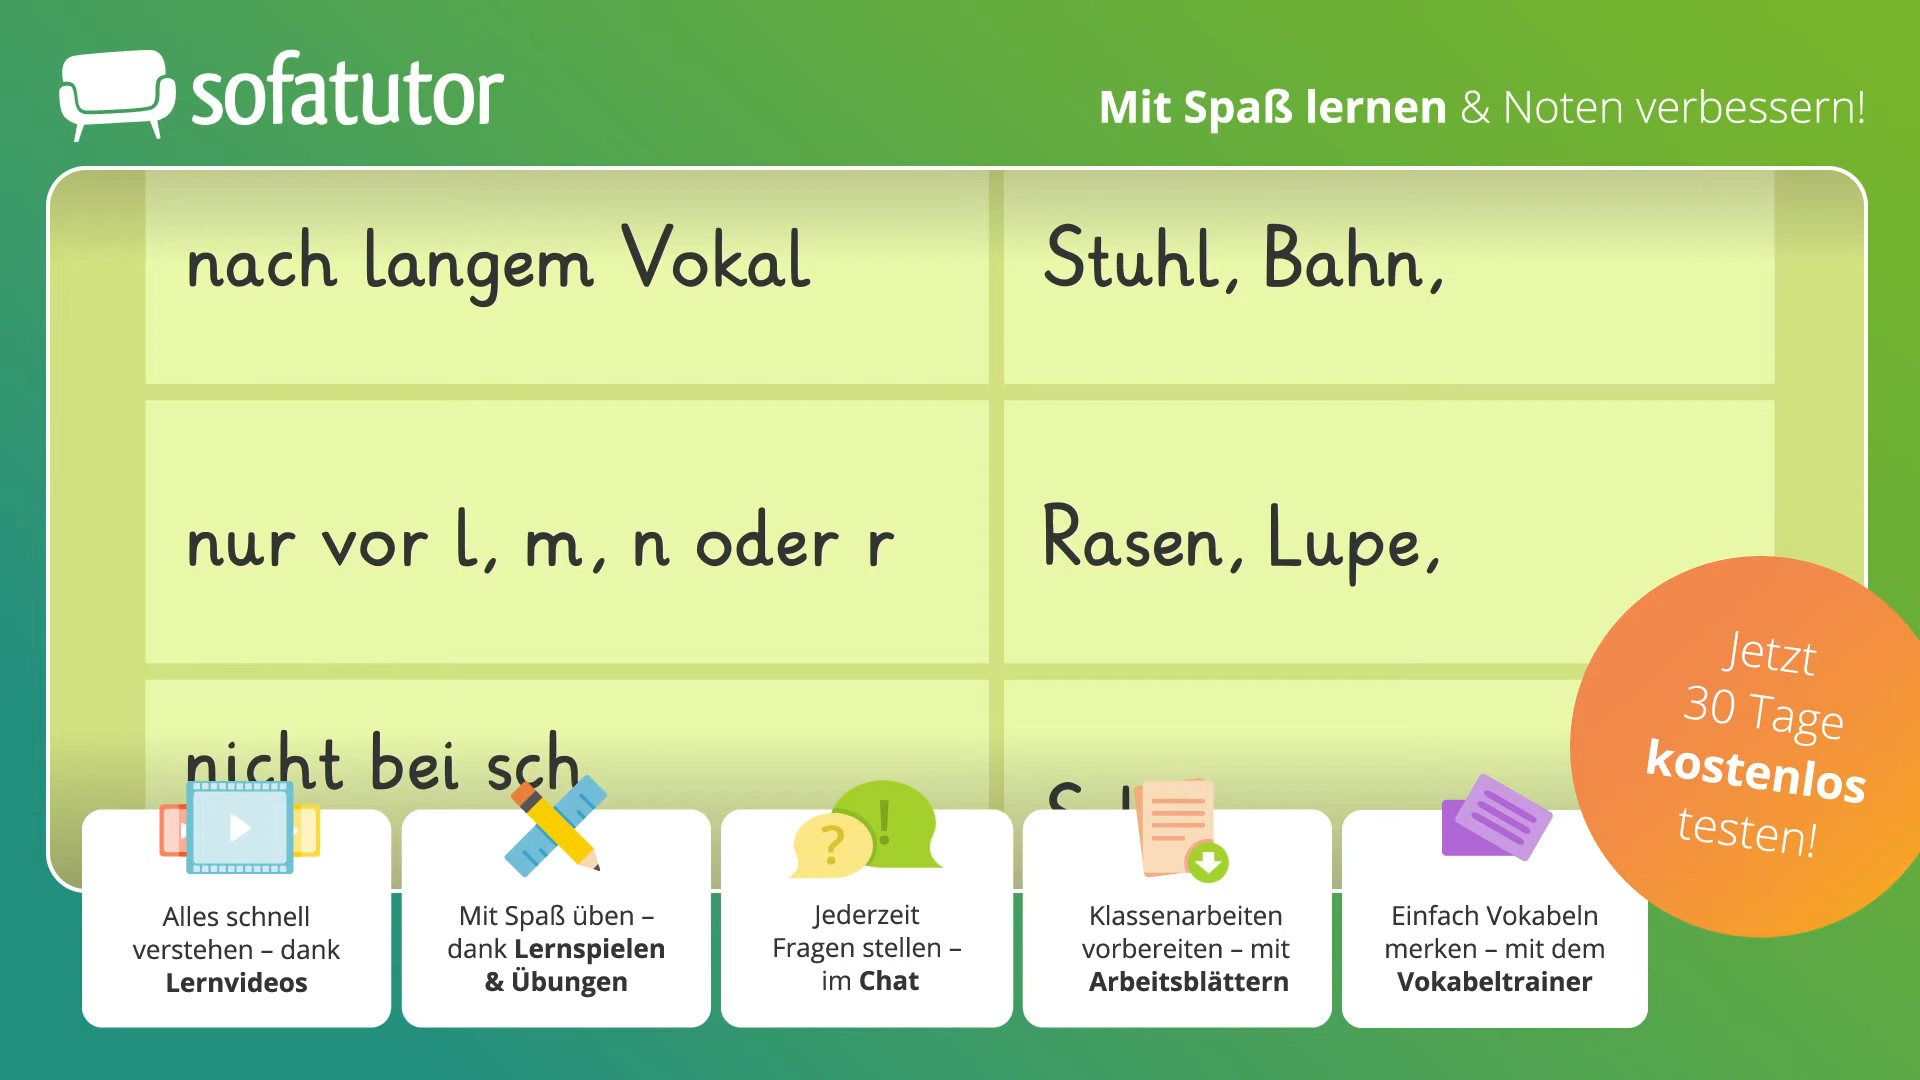 sofatutor
Mit Spaß lernen & Noten verbessern!
nach langem Vokal
Stuhl, Bahn,
nur vor l, m, n oder r
Rasen, Lupe,
nicht bei sch
Jetzt
30 Tage
kostenlos
testen!
Alles schnell
verstehen – dank
Lernvideos
Mit Spaß üben –
dank Lernspielen
& Übungen
Jederzeit
Fragen stellen –
im Chat
Klassenarbeiten
vorbereiten – mit
Arbeitsblättern
Einfach Vokabeln
merken – mit dem
Vokabeltrainer